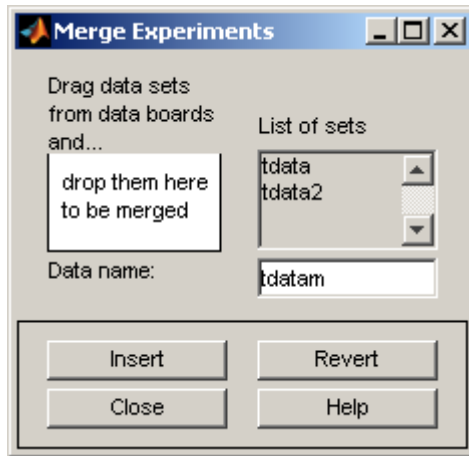 Merge Experiments
Drag data sets
from data boards
and...
drop them here
to be merged
List of sets
tdata
tdata2
Data name:
tdatam
Insert
Revert
Close
Help